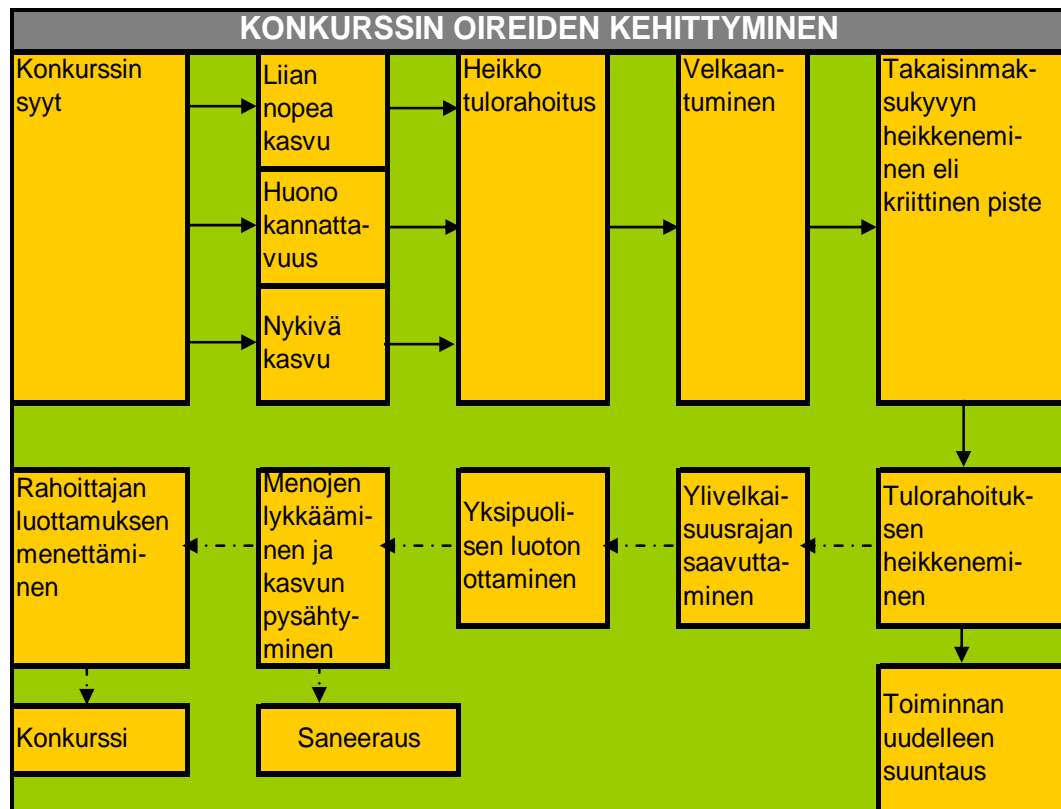 KONKURSSIN OIREIDEN KEHITTYMINEN
Konkurssin
syyt
Liian
nopea
kasvu
Huono
kannatta-
vuus
Nykivä
kasvu
Heikko
tulorahoitus
Velkaan-
tuminen
Takaisinmak-
sukyvyn
heikkenemi-
nen eli
kriittinen piste
Rahoittajan
luottamuksen
menettämi-
nen
Menojen
lykkäämi-
nen ja
kasvun
pysähty-
minen
Yksipuoli-
sen luoton
ottaminen
Ylivelkai-
suusrajan
saavutta-
minen
Tulorahoituk-
sen
heikkenemi-
nen
Konkurssi
Saneeraus
Toiminnan
uudelleen
suuntaus